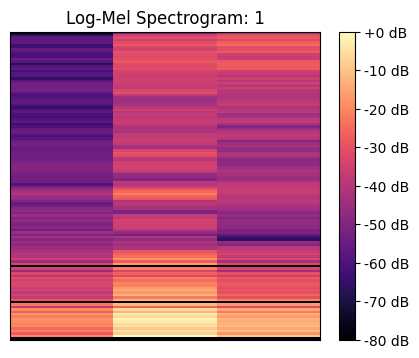 Log-Mel Spectrogram: 1
+0 dB
-10 dB
-20 dB
-30 dB
-40 dB
-50 dB
-60 dB
-70 dB
-80 dB